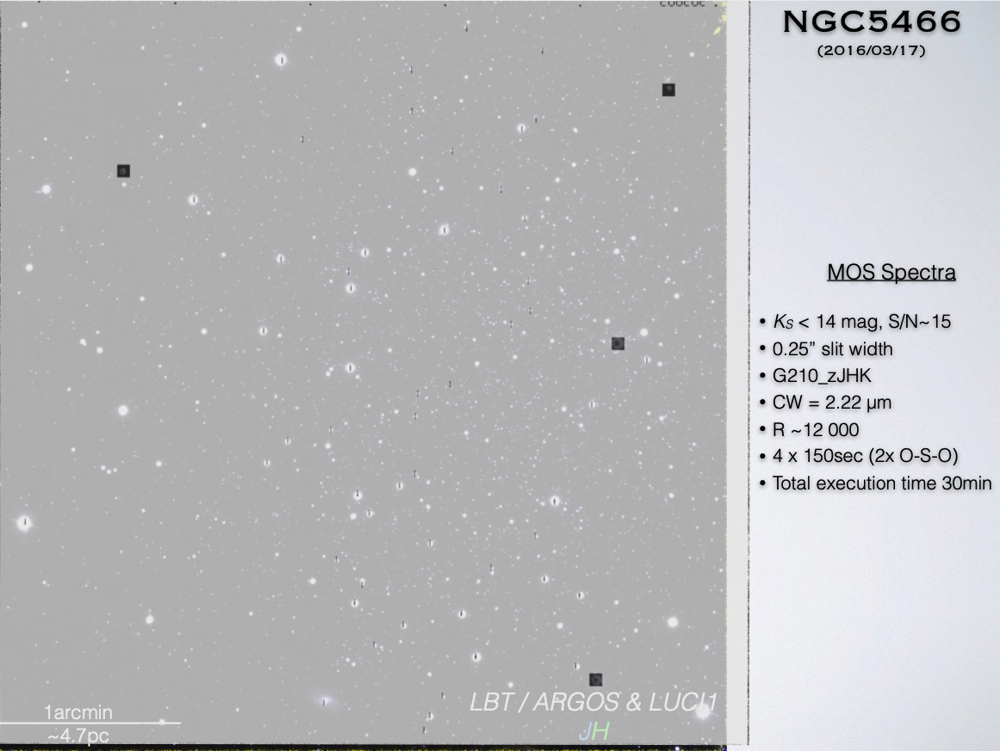 NGC5466
(2016/03/17)
MOS Spectra
• Ks < 14 mag, S/N~15
• 0.25” slit width
• G210_zJHK
• CW = 2.22 µm
• R ~12 000
• 4 x 150sec (2x O-S-O)
• Total execution time 30min
LBT / ARGOS & LUCI1
JH
1arcmin
~4.7pc